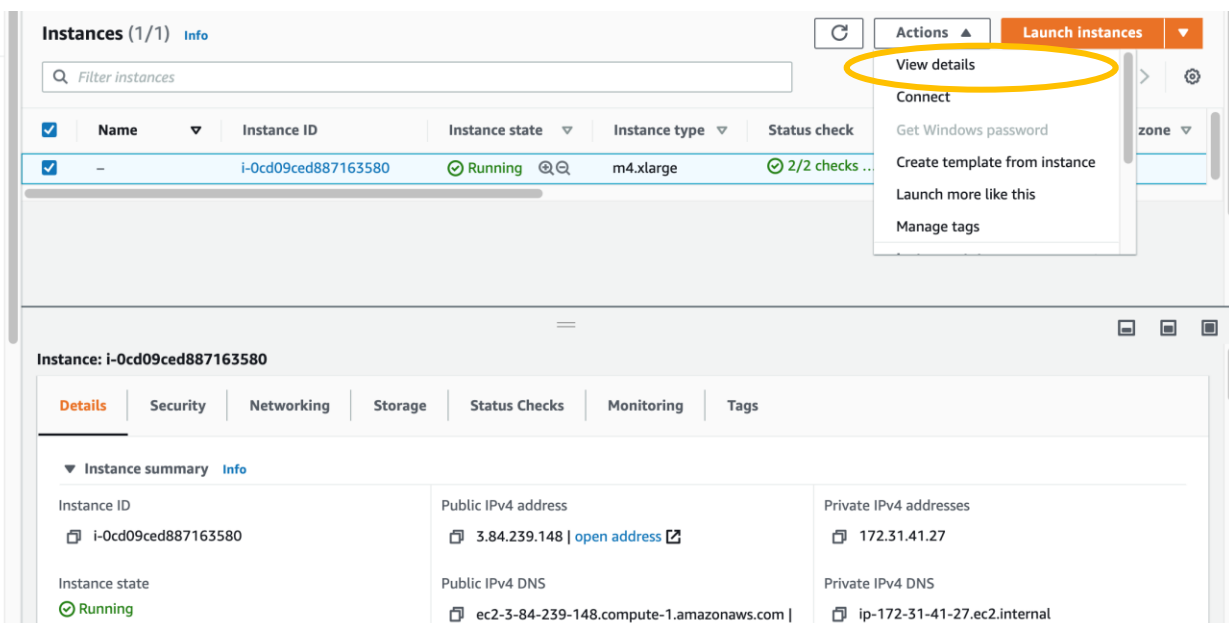 Instances (1/1) Info
Actions
Launch instances
Filter instances
View details
Connect
Get Windows password
Create template from instance
Launch more like this
Manage tags
Name Instance ID Instance state Instance type Status check zone
– i-0cd09ced887163580 Running m4.xlarge 2/2 checks ...
Instance: i-0cd09ced887163580
Details Security Networking Storage Status Checks Monitoring Tags
Instance summary Info
Instance ID Public IPv4 address Private IPv4 addresses
i-0cd09ced887163580 3.84.239.148 | open address 172.31.41.27
Instance state Public IPv4 DNS Private IPv4 DNS
Running ec2-3-84-239-148.compute-1.amazonaws.com | ip-172-31-41-27.ec2.internal